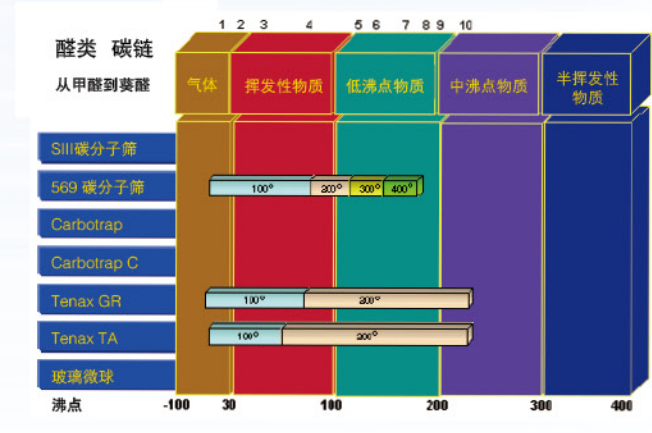 1 2 3 4 5 6 7 8 9 10
醛类 碳链
从甲醛到葵醛
气体
挥发性物质
低沸点物质
中沸点物质
半挥发性
物质
SIII碳分子筛
569 碳分子筛
100° 200° 300° 400°
Carbotrap
Carbotrap C
Tenax GR
100° 200°
Tenax TA
100° 200°
玻璃微球
沸点 -100 30 100 200 300 400